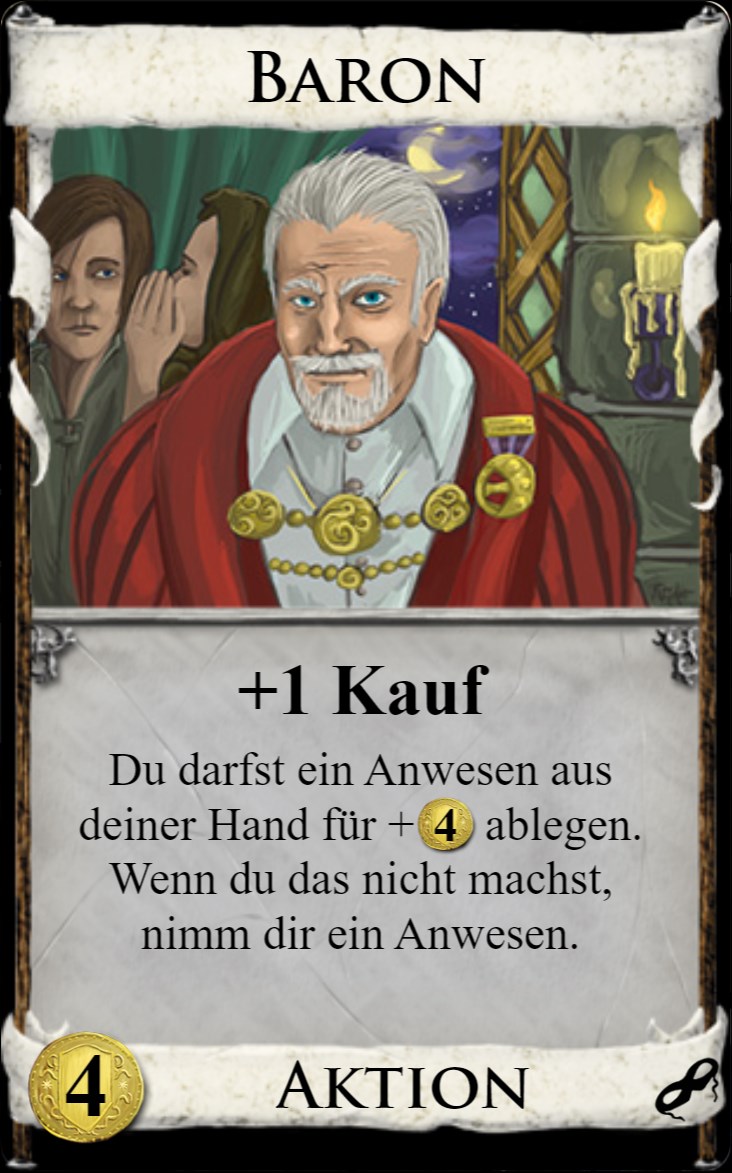 Baron
+1 Kauf
Du darfst ein Anwesen aus
deiner Hand für +4 ablegen.
Wenn du das nicht machst,
nimm dir ein Anwesen.
4
Aktion